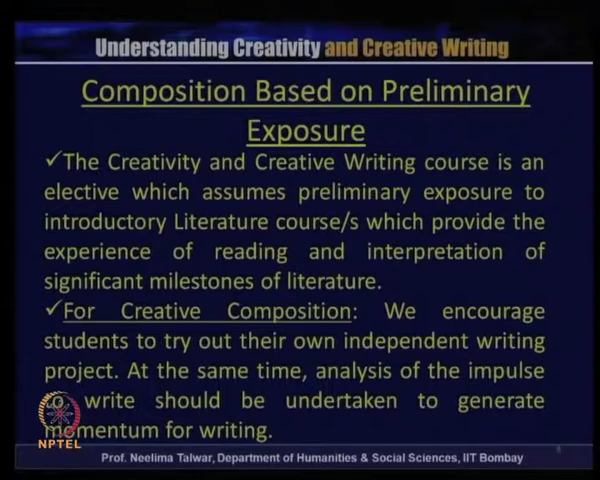 Understanding Creativity and Creative Writing
Composition Based on Preliminary
Exposure
✓The Creativity and Creative Writing course is an
elective which assumes preliminary exposure to
introductory Literature course/s which provide the
experience of reading and interpretation of
significant milestones of literature.
✓For Creative Composition: We encourage
students to try out their own independent writing
project. At the same time, analysis of the impulse
write should be undertaken to generate
momentum for writing.
NPTEL
Prof. Neelima Talwar, Department of Humanities & Social Sciences, IIT Bombay